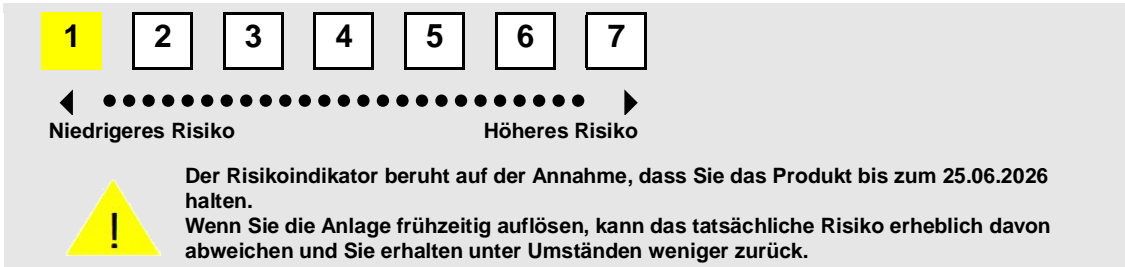 1 2 3 4 5 6 7
Niedrigeres Risiko Höheres Risiko
Der Risikoindikator beruht auf der Annahme, dass Sie das Produkt bis zum 25.06.2026
halten.
Wenn Sie die Anlage frühzeitig auflösen, kann das tatsächliche Risiko erheblich davon
abweichen und Sie erhalten unter Umständen weniger zurück.
!